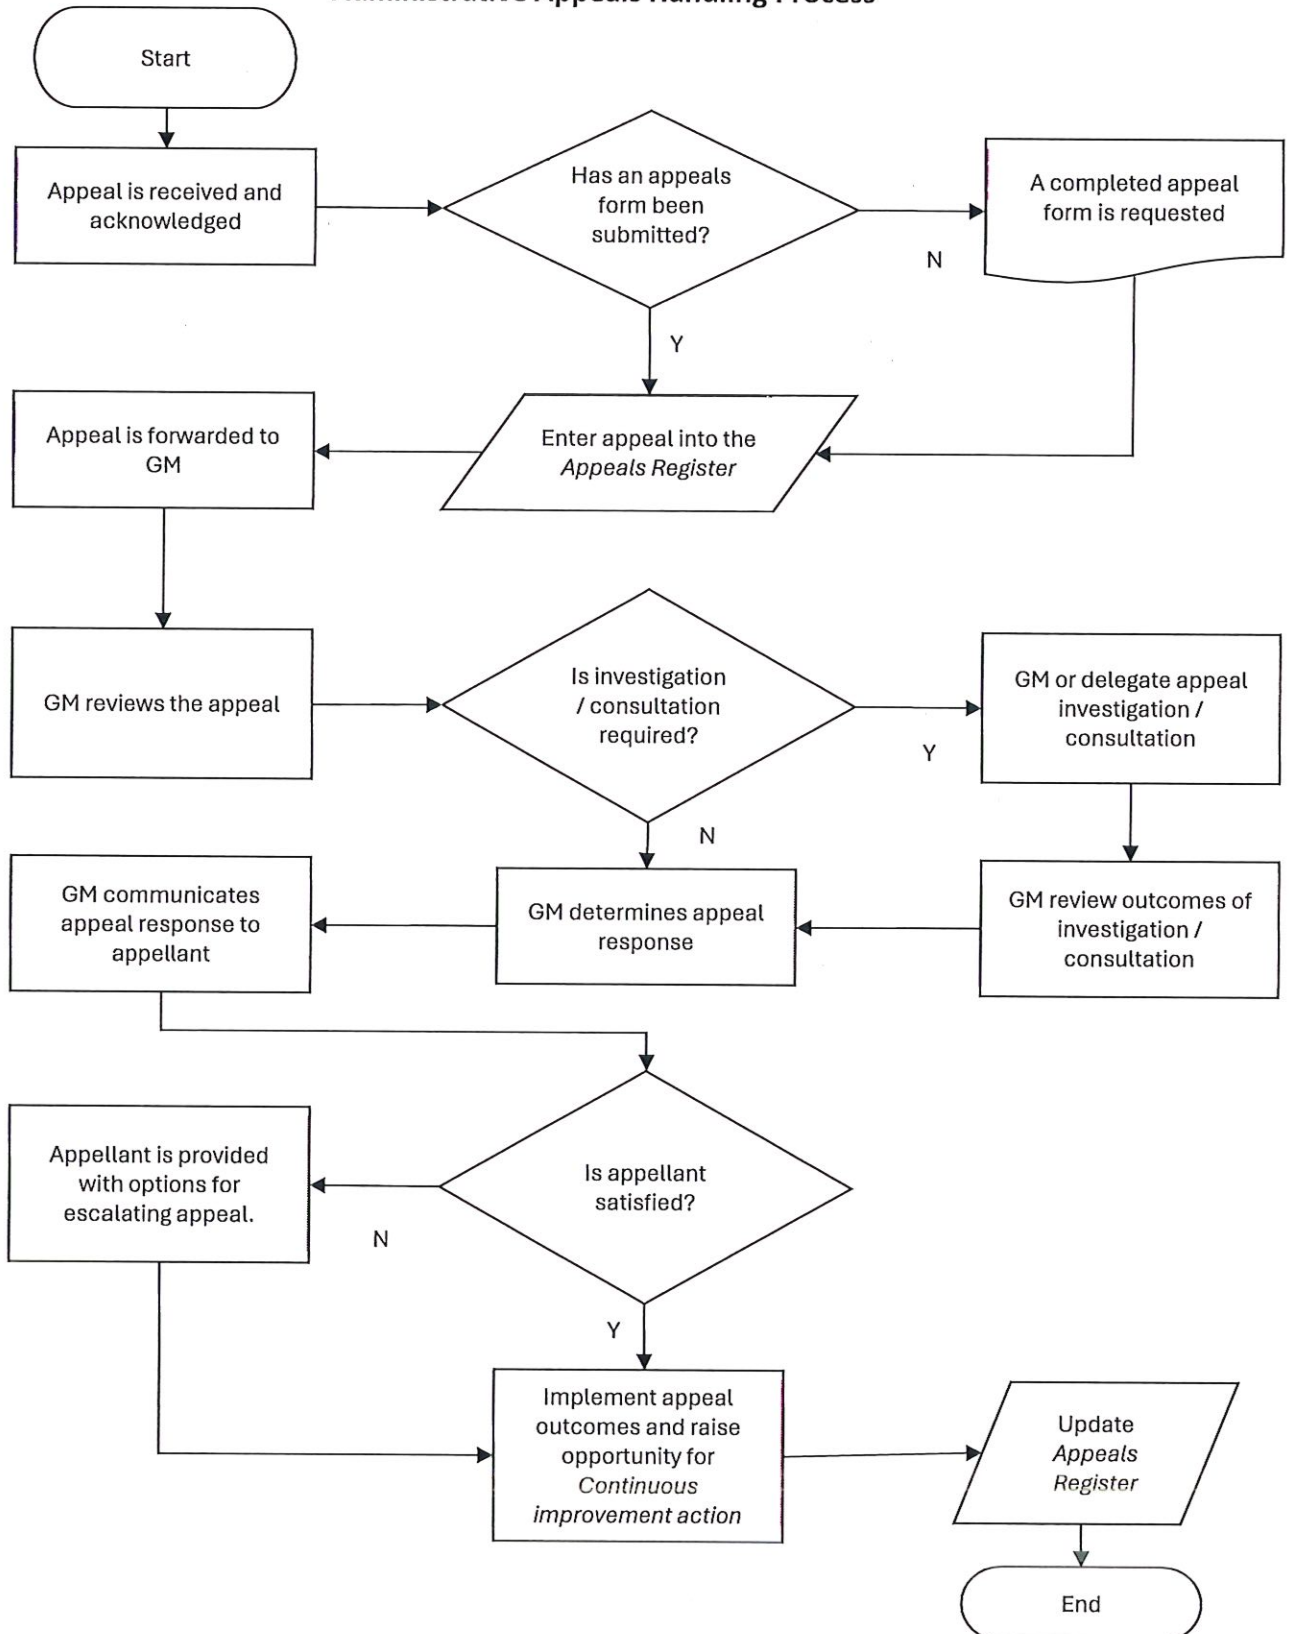 Administrative Appeals Handling Process
Start
Appeal is received and
acknowledged
Has an appeals
form been
submitted?
N
A completed appeal
form is requested
Y
Appeal is forwarded to
GM
Enter appeal into the
Appeals Register
GM reviews the appeal
Is investigation
/ consultation
required?
Y
GM or delegate appeal
investigation /
consultation
N
GM communicates
appeal response to
appellant
GM determines appeal
response
GM review outcomes of
investigation /
consultation
Appellant is provided
with options for
escalating appeal.
N
Is appellant
satisfied?
Y
Implement appeal
outcomes and raise
opportunity for
Continuous
improvement action
Update
Appeals
Register
End